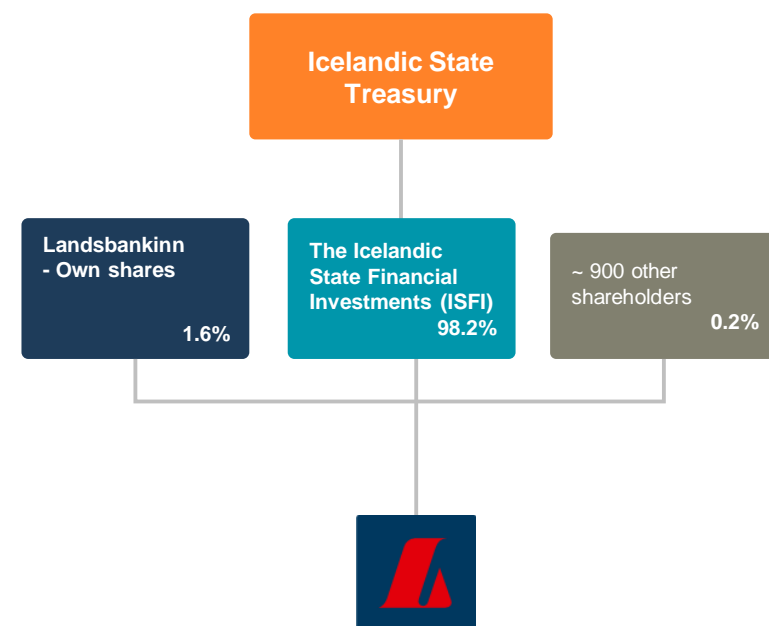 Icelandic State
Treasury
Landsbankinn
- Own shares
1.6%
The Icelandic
State Financial
Investments (ISFI)
98.2%
~ 900 other
shareholders
0.2%